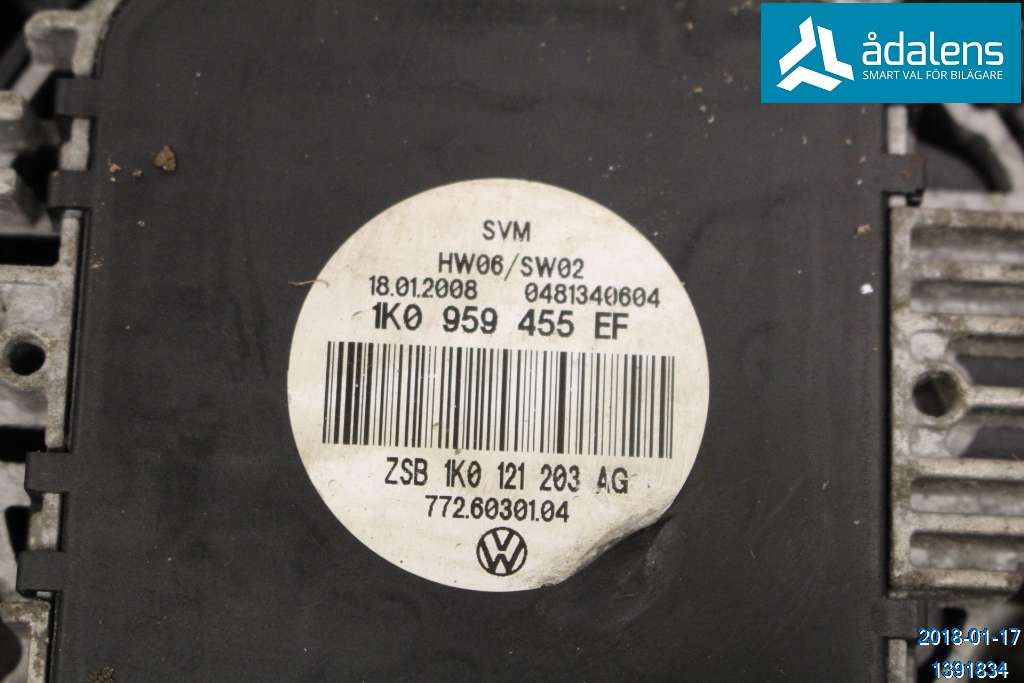 ådalens
SMART VAL FÖR BILÄGARE
SVM
HW06/SW02
18.01.2008 0481340604
1K0 959 455 EF
ZSB 1K0 121 203 AG
772.60301.04
VW
2018-01-17
1391834